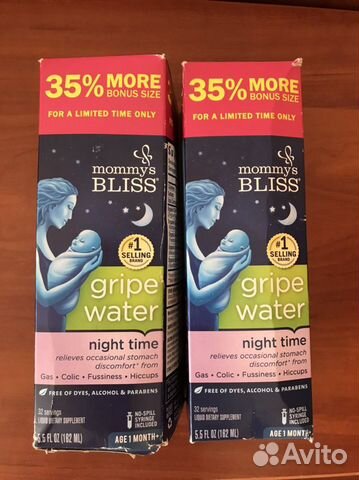 35% MORE
BONUS SIZE
FOR A LIMITED TIME ONLY
mommy's
BLISS®
#1
SELLING
BRAND
gripe
water
night time
relieves occasional stomach
discomfort* from
Gas • Colic • Fussiness • Hiccups
FREE OF DYES, ALCOHOL & PARABENS
32 servings
LIQUID DIETARY SUPPLEMENT
5.5 fl oz (162 mL)
NO-SPILL
SYRINGE
INCLUDED
AGE 1 MONTH+
35% MORE
BONUS SIZE
FOR A LIMITED TIME ONLY
mommy's
BLISS®
#1
SELLING
BRAND
gripe
water
night time
relieves occasional stomach
discomfort* from
Gas • Colic • Fussiness • Hiccups
FREE OF DYES, ALCOHOL & PARABENS
32 servings
LIQUID DIETARY SUPPLEMENT
5.5 fl oz (162 mL)
NO-SPILL
SYRINGE
INCLUDED
AGE 1 MONTH+
Avito